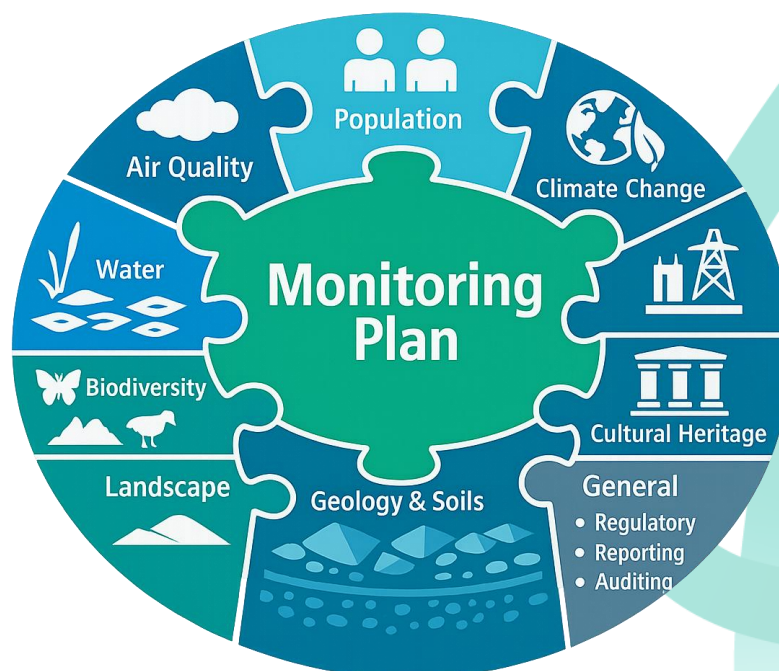 Population
Air Quality
Climate Change
Water
Monitoring
Plan
Biodiversity
Cultural Heritage
Landscape
Geology & Soils
General
• Regulatory
• Reporting
• Auditing